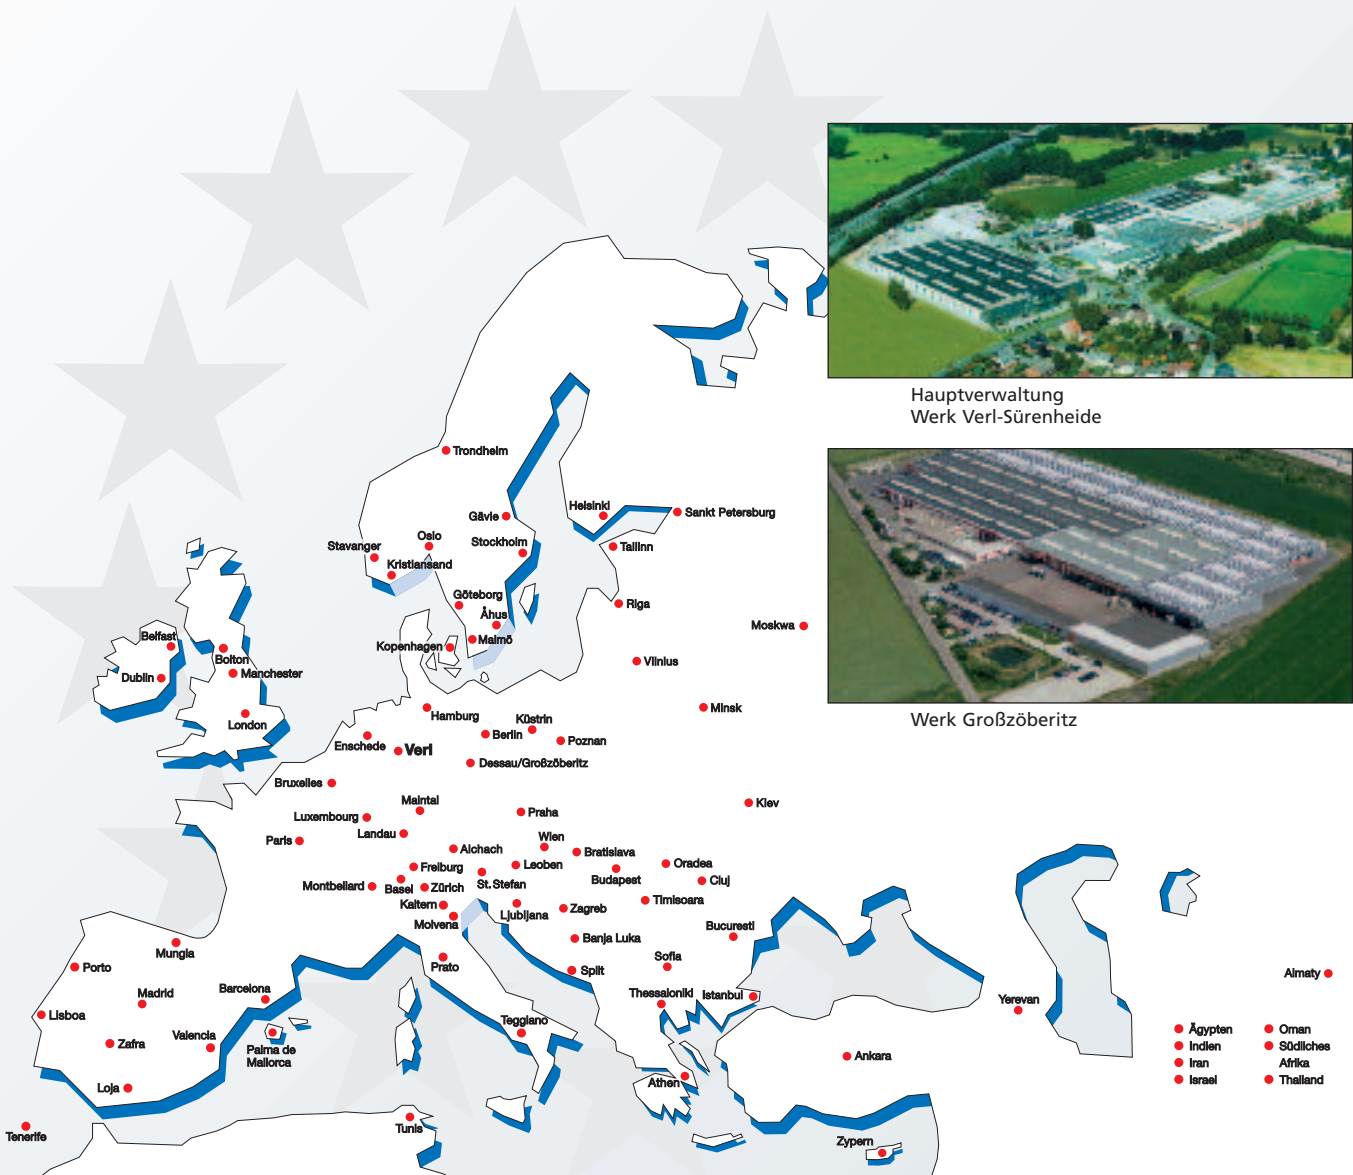 Hauptverwaltung
Werk Verl-Sürenheide
Trondheim
Gävle
Helsinki
Sankt Petersburg
Oslo
Stockholm
Stavanger
Tallinn
Kristiansand
Göteborg
Åhus
Riga
Moskwa
Belfast
Kopenhagen
Malmö
Bolton
Vilnius
Dublin
Manchester
Minsk
Werk Großzöberitz
London
Hamburg
Küstrin
Enschede
Verl
Berlin
Poznan
Dessau/Großzöberitz
Bruxelles
Maintal
Kiev
Luxembourg
Praha
Landau
Paris
Wien
Aichach
Bratislava
Freiburg
Leoben
Oradea
Montbeliard
Basel
Zürich
St. Stefan
Budapest
Cluj
Kaltern
Timisoara
Molvena
Ljubljana
Zagreb
Bucuresti
Mungia
Banja Luka
Porto
Prato
Split
Sofia
Almaty
Madrid
Barcelona
Thessaloniki
Istanbul
Yerevan
Lisboa
Teggiano
Zafra
Valencia
Palma de
Mallorca
Ankara
Ägypten
Indien
Iran
Israel
Oman
Südliches
Afrika
Thailand
Loja
Athen
Tenerife
Tunis
Zypern